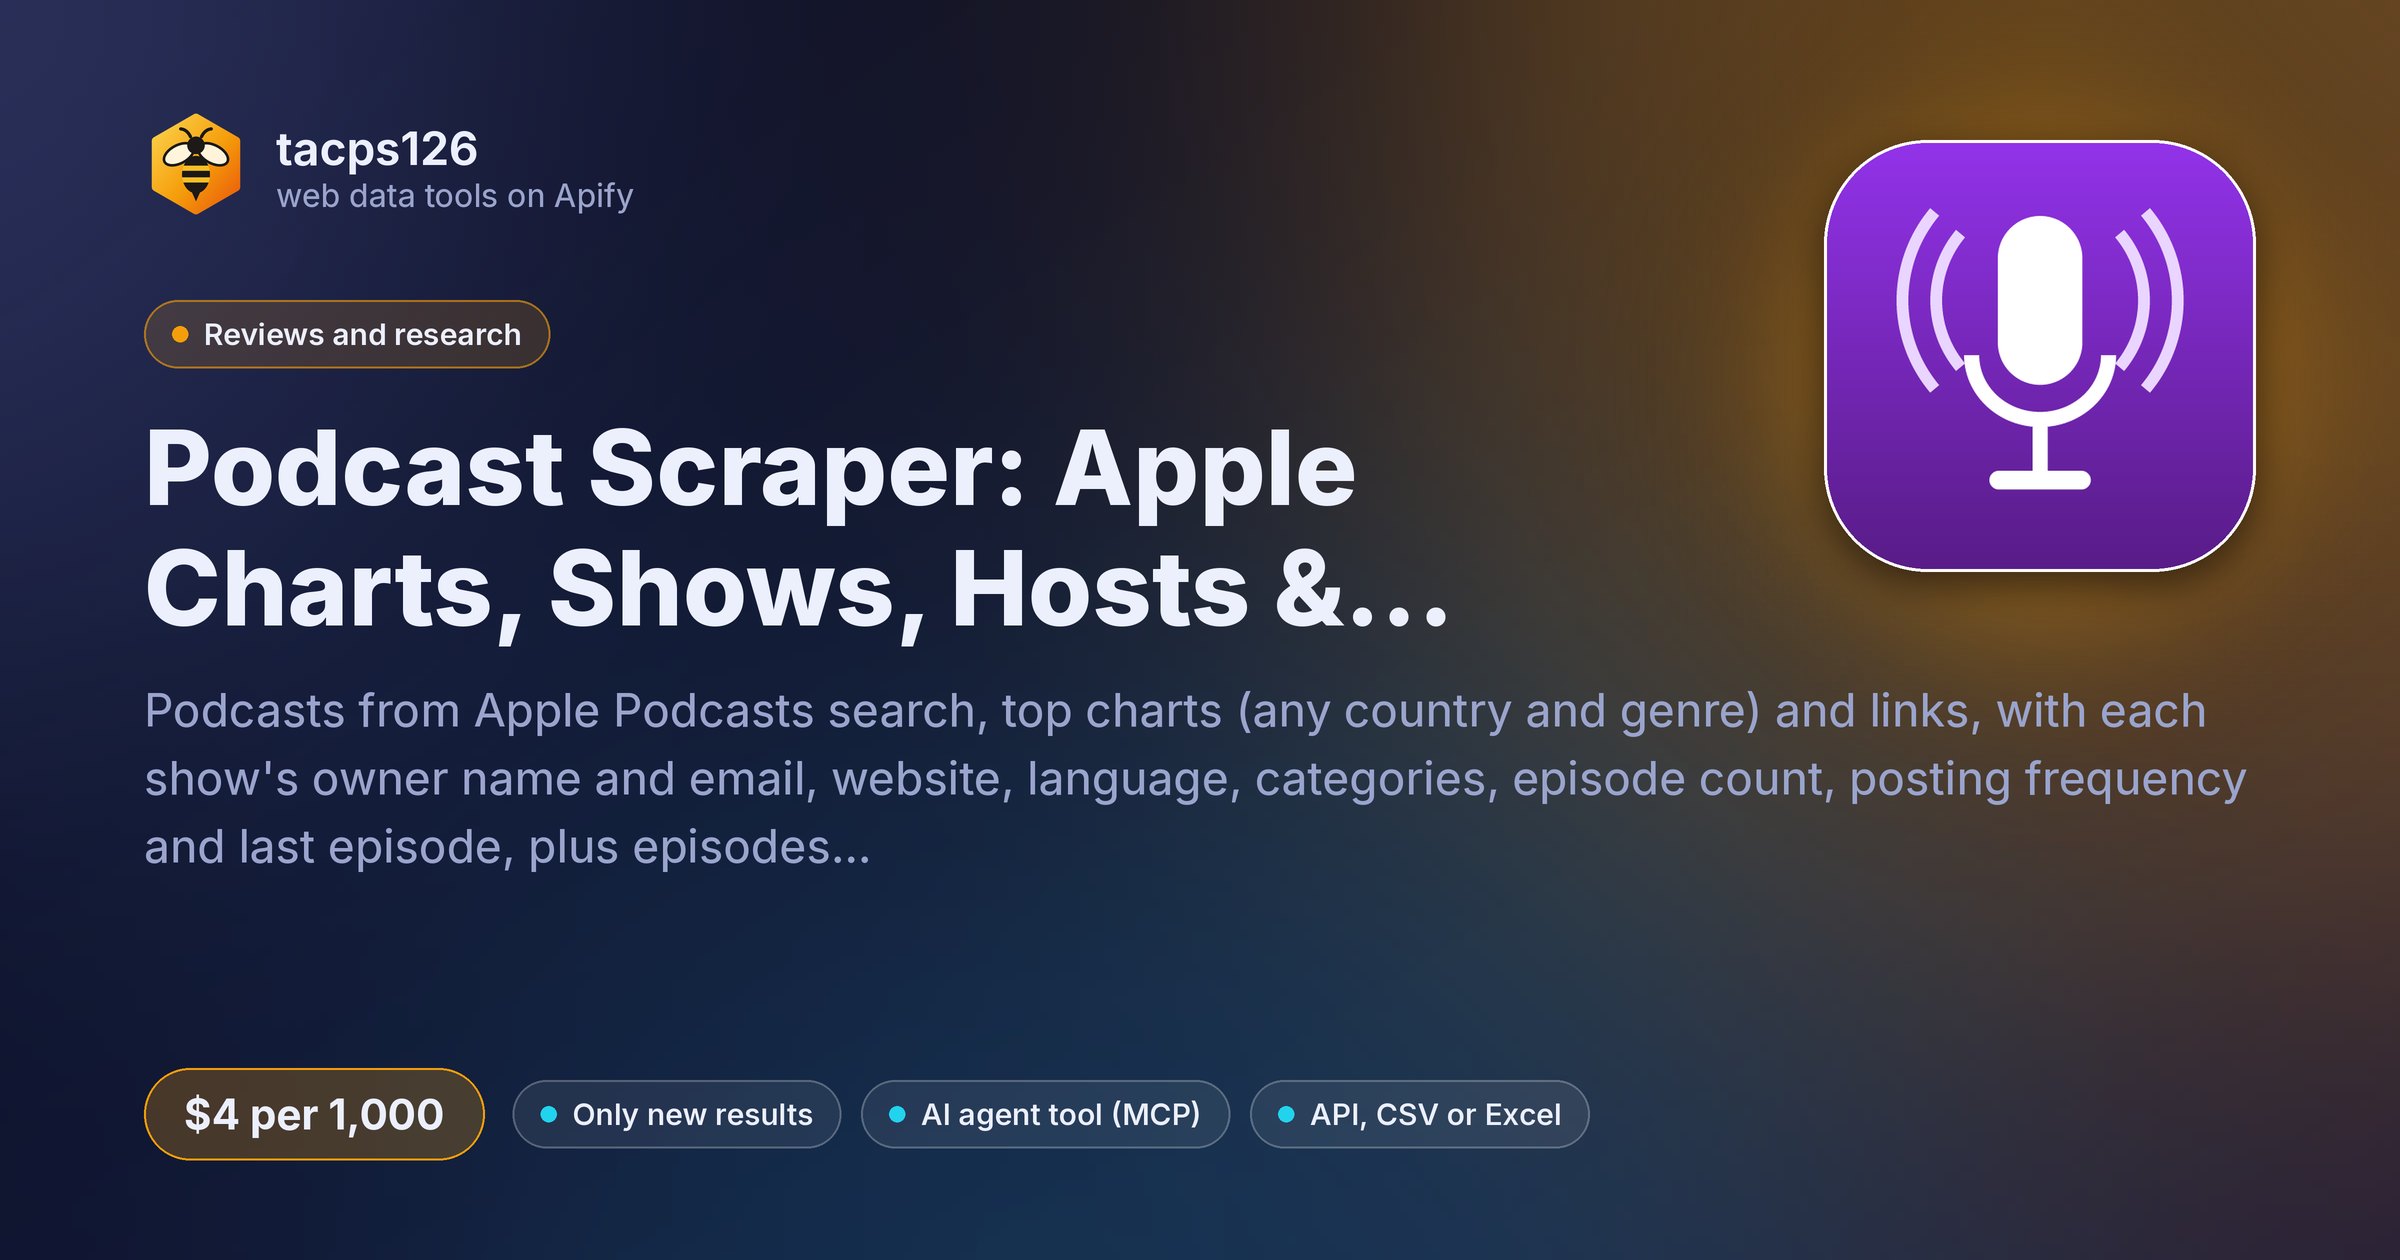 tacps126
web data tools on Apify
Reviews and research
Podcast Scraper: Apple
Charts, Shows, Hosts &...
Podcasts from Apple Podcasts search, top charts (any country and genre) and links, with each
show's owner name and email, website, language, categories, episode count, posting frequency
and last episode, plus episodes...
$4 per 1,000
Only new results
AI agent tool (MCP)
API, CSV or Excel